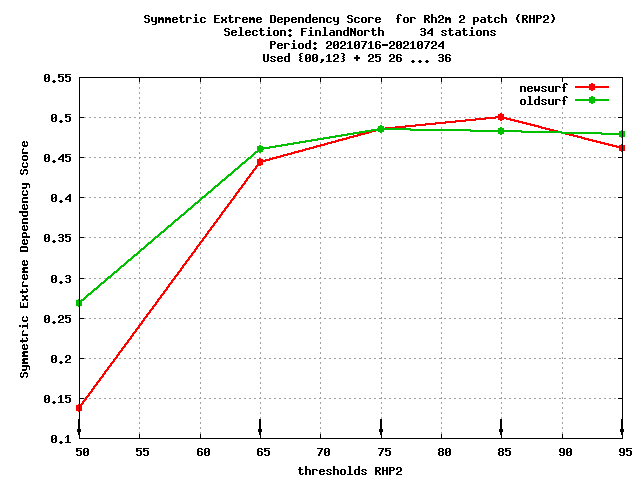 Symmetric Extreme Dependency Score  for Rh2m 2 patch (RHP2)
Selection: FinlandNorth     34 stations
Period: 20210716-20210724
Used {00,12} + 25 26 ... 36
newsurf
oldsurf
Symmetric Extreme Dependency Score
0.55
0.5
0.45
0.4
0.35
0.3
0.25
0.2
0.15
0.1
50 55 60 65 70 75 80 85 90 95
thresholds RHP2